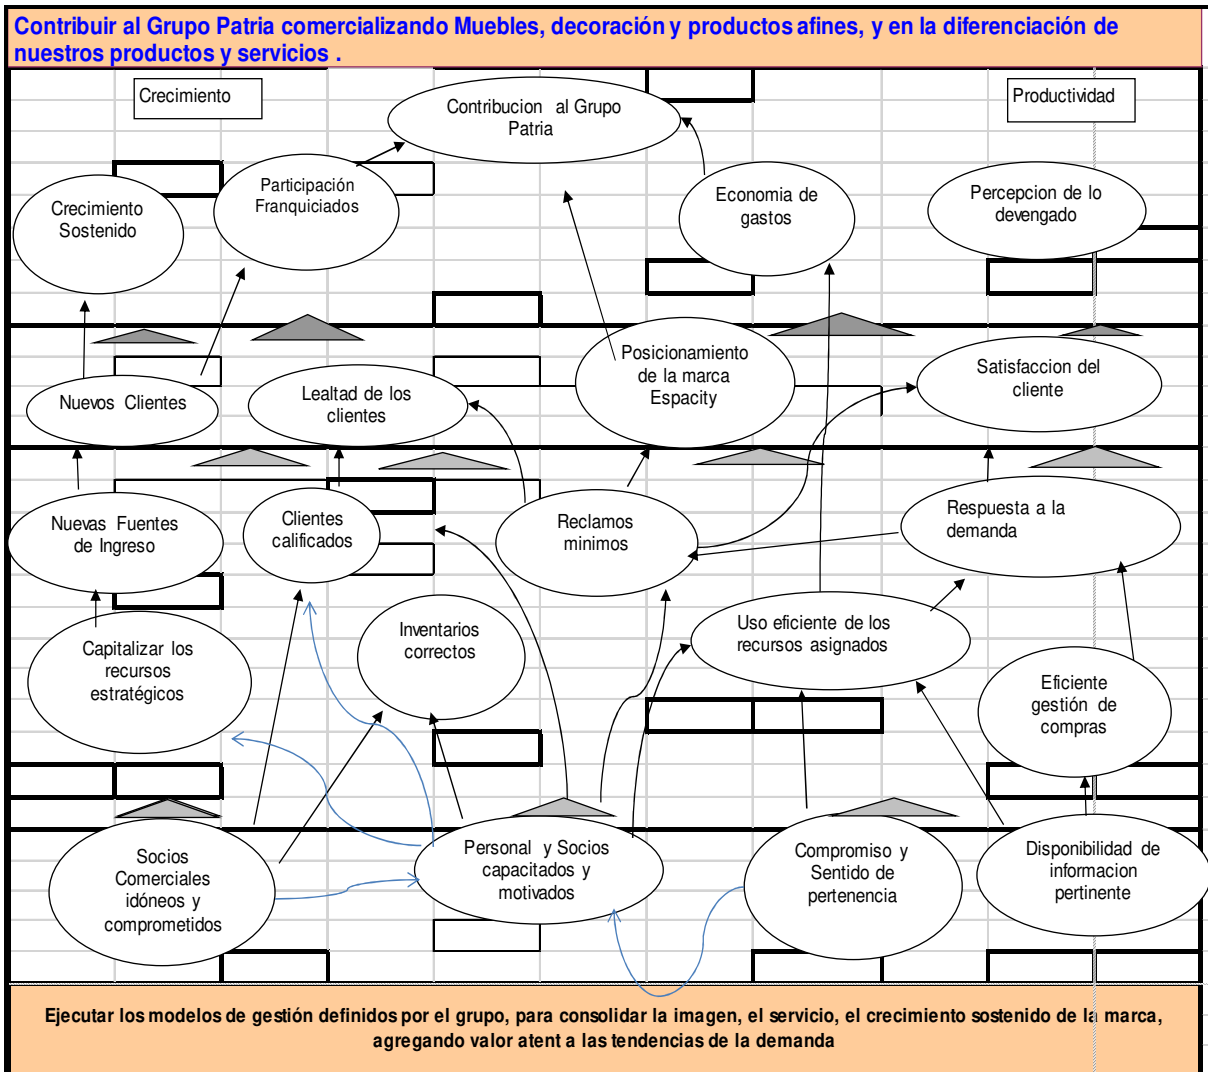 Contribuir al Grupo Patria comercializando Muebles, decoración y productos afines, y en la diferenciación de
nuestros productos y servicios .
Crecimiento
Productividad
Contribucion al Grupo
Patria
Crecimiento
Sostenido
Participación
Franquiciados
Economia de
gastos
Percepcion de lo
devengado
Nuevos Clientes
Lealtad de los
clientes
Posicionamiento
de la marca
Espacity
Satisfaccion del
cliente
Nuevas Fuentes
de Ingreso
Clientes
calificados
Reclamos
minimos
Respuesta a la
demanda
Capitalizar los
recursos
estratégicos
Inventarios
correctos
Uso eficiente de los
recursos asignados
Eficiente
gestión de
compras
Socios
Comerciales
idóneos y
comprometidos
Personal y Socios
capacitados y
motivados
Compromiso y
Sentido de
pertenencia
Disponibilidad de
informacion
pertinente
Ejecutar los modelos de gestión definidos por el grupo, para consolidar la imagen, el servicio, el crecimiento sostenido de la marca,
agregando valor atent a las tendencias de la demanda